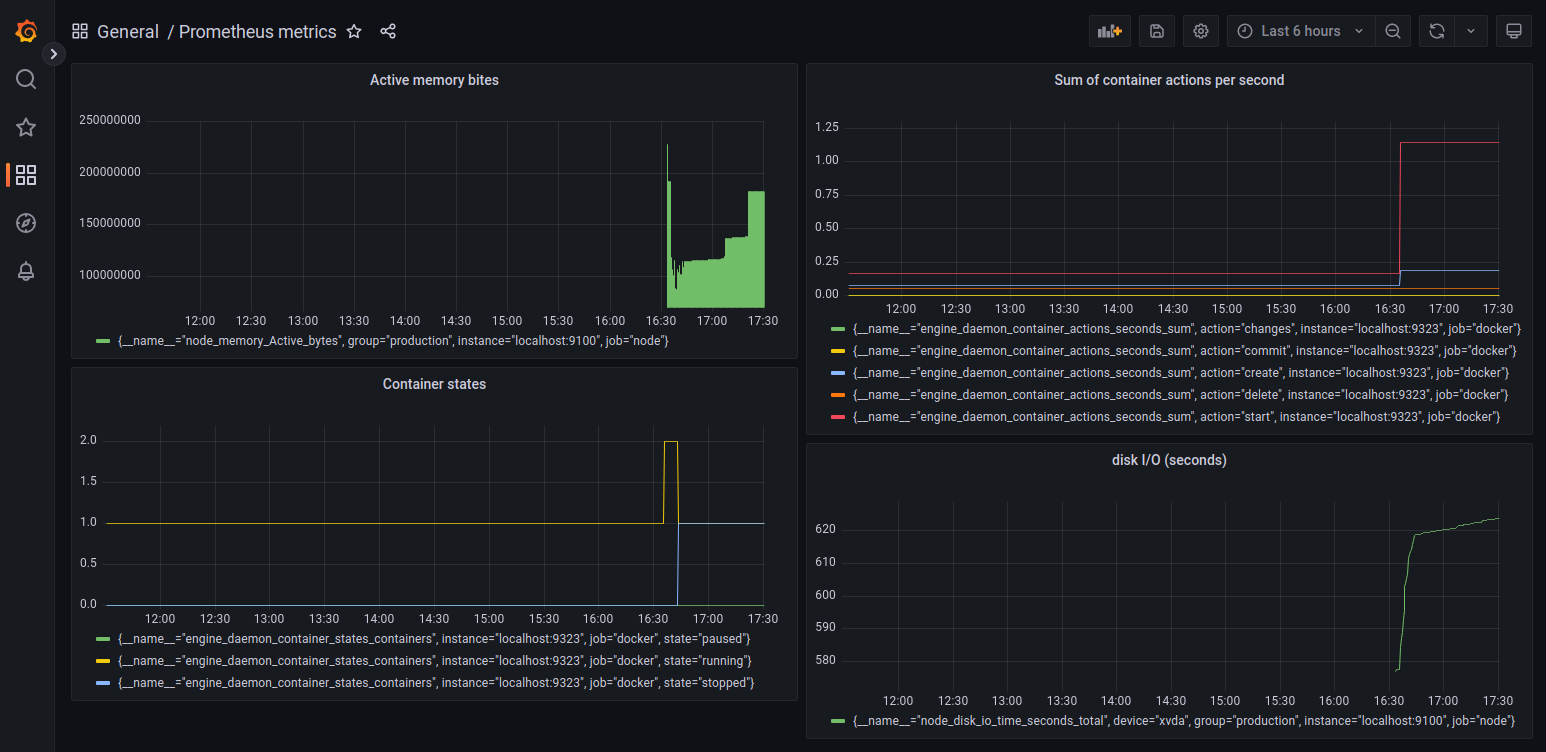 General / Prometheus metrics
Last 6 hours
Active memory bites
250000000
200000000
150000000
100000000
12:00 12:30 13:00 13:30 14:00 14:30 15:00 15:30 16:00 16:30 17:00 17:30
{__name__="node_memory_Active_bytes", group="production", instance="localhost:9100", job="node"}
Sum of container actions per second
1.25
1.00
0.75
0.50
0.25
0.00
12:00 12:30 13:00 13:30 14:00 14:30 15:00 15:30 16:00 16:30 17:00 17:30
{__name__="engine_daemon_container_actions_seconds_sum", action="changes", instance="localhost:9323", job="docker"}
{__name__="engine_daemon_container_actions_seconds_sum", action="commit", instance="localhost:9323", job="docker"}
{__name__="engine_daemon_container_actions_seconds_sum", action="create", instance="localhost:9323", job="docker"}
{__name__="engine_daemon_container_actions_seconds_sum", action="delete", instance="localhost:9323", job="docker"}
{__name__="engine_daemon_container_actions_seconds_sum", action="start", instance="localhost:9323", job="docker"}
Container states
2.0
1.5
1.0
0.5
0.0
12:00 12:30 13:00 13:30 14:00 14:30 15:00 15:30 16:00 16:30 17:00 17:30
{__name__="engine_daemon_container_states_containers", instance="localhost:9323", job="docker", state="paused"}
{__name__="engine_daemon_container_states_containers", instance="localhost:9323", job="docker", state="running"}
{__name__="engine_daemon_container_states_containers", instance="localhost:9323", job="docker", state="stopped"}
disk I/O (seconds)
620
610
600
590
580
12:00 12:30 13:00 13:30 14:00 14:30 15:00 15:30 16:00 16:30 17:00 17:30
{__name__="node_disk_io_time_seconds_total", device="xvda", group="production", instance="localhost:9100", job="node"}